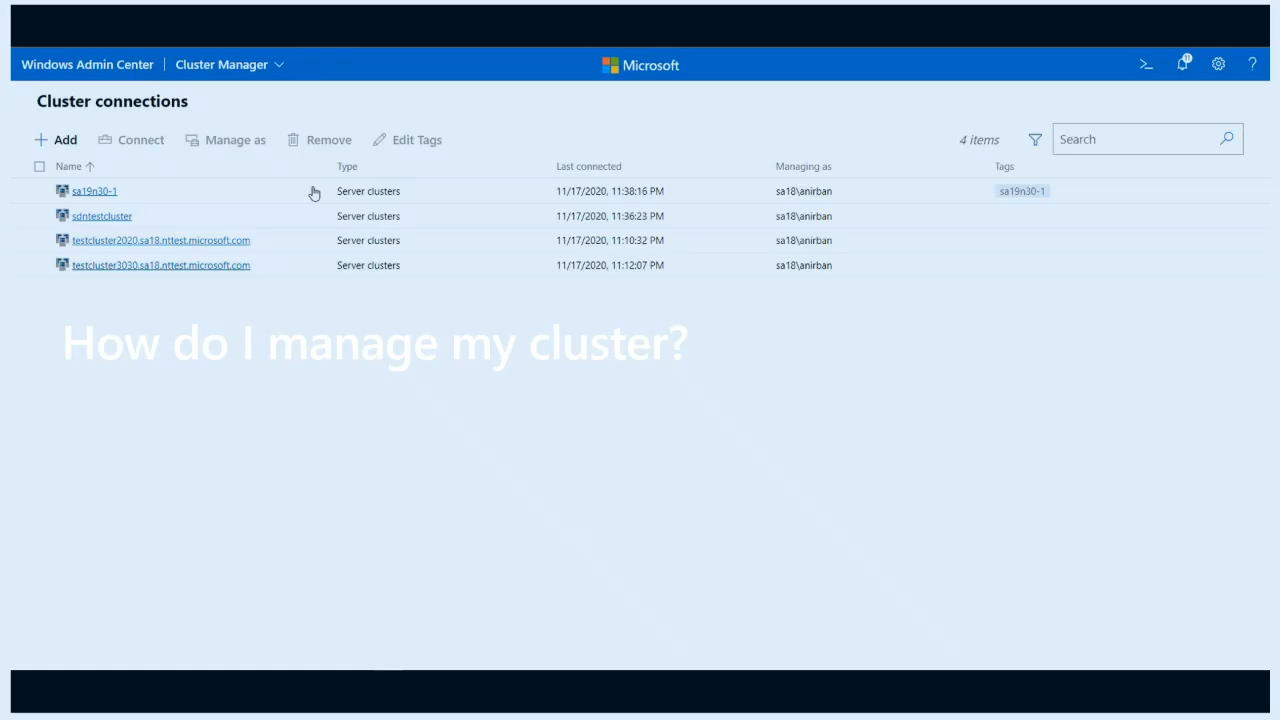 Windows Admin Center | Cluster Manager Microsoft 11 ?
Cluster connections
Add Connect Manage as Remove Edit Tags 4 items Search
Name Type Last connected Managing as Tags
sa19n30-1 Server clusters 11/17/2020, 11:38:16 PM sa18\anirban sa19n30-1
sdntestcluster Server clusters 11/17/2020, 11:36:23 PM sa18\anirban
testcluster2020.sa18.nttest.microsoft.com Server clusters 11/17/2020, 11:10:32 PM sa18\anirban
testcluster3030.sa18.nttest.microsoft.com Server clusters 11/17/2020, 11:12:07 PM sa18\anirban
How do I manage my cluster?